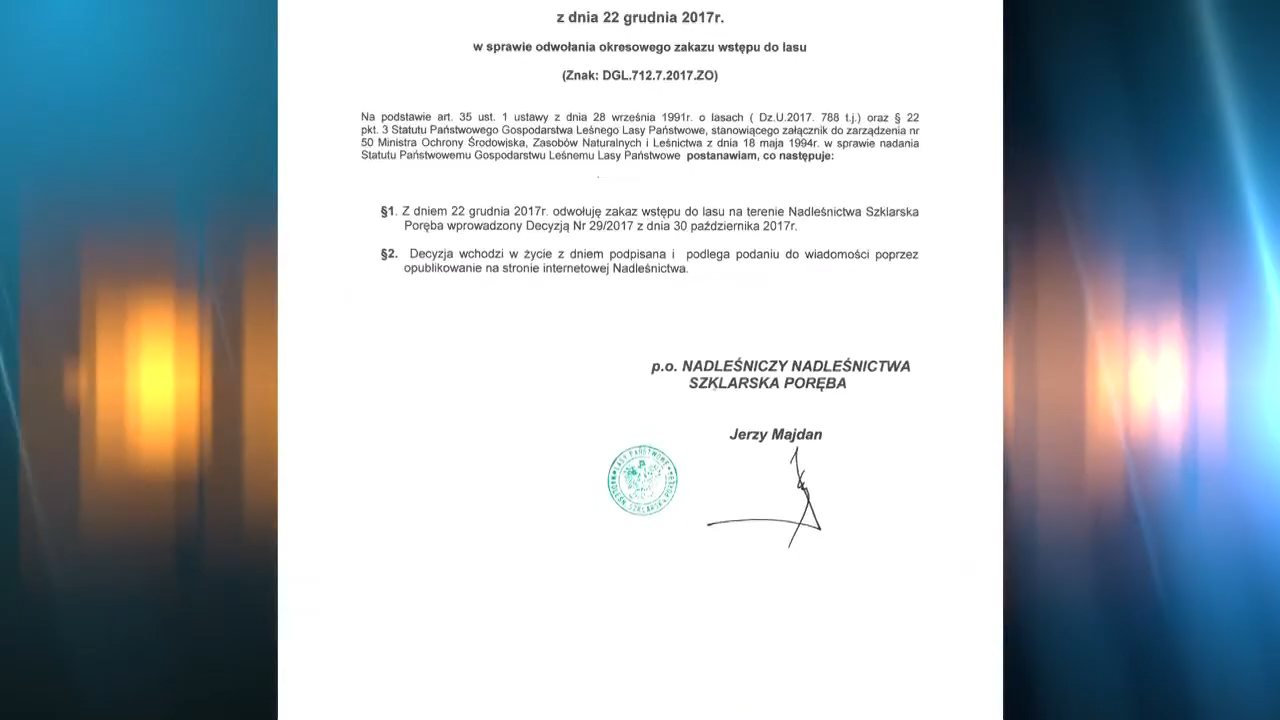 z dnia 22 grudnia 2017r.
w sprawie odwołania okresowego zakazu wstępu do lasu
(Znak: DGL.712.7.2017.ZO)
Na podstawie art. 35 ust. 1 ustawy z dnia 28 września 1991r. o lasach ( Dz.U.2017. 788 t.j.) oraz § 22
pkt. 3 Statutu Państwowego Gospodarstwa Leśnego Lasy Państwowe, stanowiącego załącznik do zarządzenia nr
50 Ministra Ochrony Środowiska, Zasobów Naturalnych i Leśnictwa z dnia 18 maja 1994r. w sprawie nadania
Statutu Państwowemu Gospodarstwu Leśnemu Lasy Państwowe postanawiam, co następuje:
§1. Z dniem 22 grudnia 2017r. odwołuję zakaz wstępu do lasu na terenie Nadleśnictwa Szklarska
Poręba wprowadzony Decyzją Nr 29/2017 z dnia 30 października 2017r.
§2. Decyzja wchodzi w życie z dniem podpisana i podlega podaniu do wiadomości poprzez
opublikowanie na stronie internetowej Nadleśnictwa.
p.o. NADLEŚNICZY NADLEŚNICTWA
SZKLARSKA PORĘBA
Jerzy Majdan
LASY PAŃSTWOWE
NADLEŚN. SZKLARSKA PORĘBA